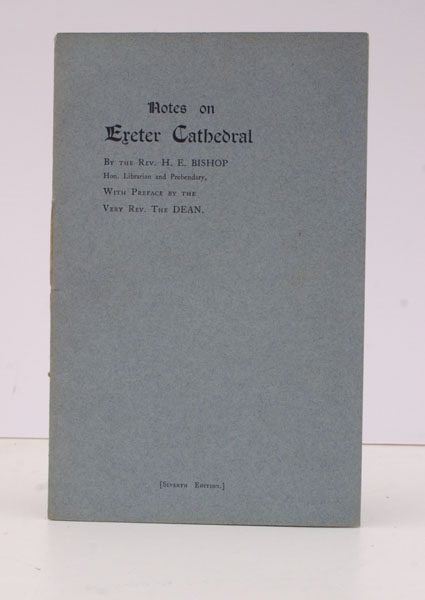 Notes on
Exeter Cathedral
By the Rev. H. E. BISHOP
Hon. Librarian and Prebendary,
With Preface by the
Very Rev. The DEAN.
[Seventh Edition.]